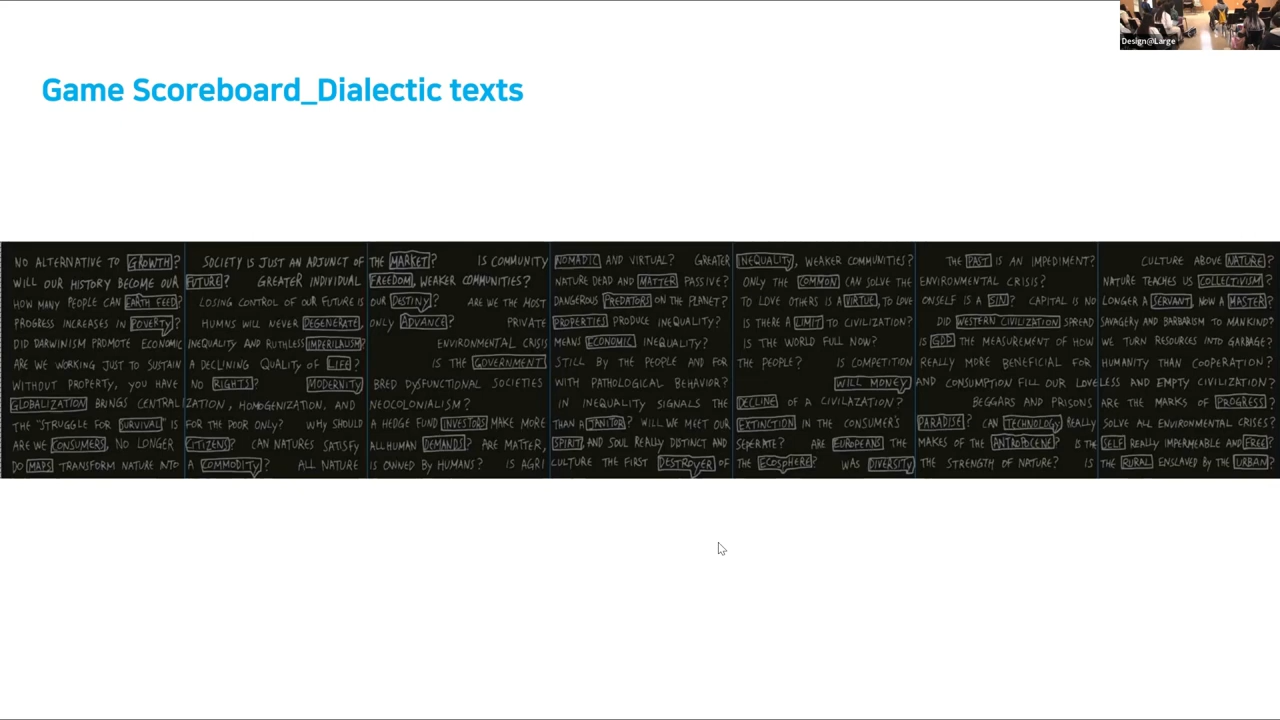 Design@Large
Game Scoreboard_Dialectic texts
NO ALTERNATIVE TO GROWTH? SOCIETY IS JUST AN ADJUNCT OF THE MARKET? IS COMMUNITY NOMADIC AND VIRTUAL? GREATER INEQUALITY, WEAKER COMMUNITIES? THE PAST IS AN IMPEDIMENT? CULTURE ABOVE NATURE?
WILL OUR HISTORY BECOME OUR FUTURE? GREATER INDIVIDUAL FREEDOM, WEAKER COMMUNITIES? NATURE DEAD AND MATTER PASSIVE? ONLY THE COMMON CAN SOLVE THE ENVIRONMENTAL CRISIS? NATURE TEACHES US COLLECTIVISM?
HOW MANY PEOPLE CAN EARTH FEED? LOSING CONTROL OF OUR FUTURE IS OUR DESTINY? ARE WE THE MOST DANGEROUS PREDATORS ON THE PLANET? TO LOVE OTHERS IS A VIRTUE, TO LOVE ONSELF IS A SIN? CAPITAL IS NO LONGER A SERVANT, NOW A MASTER?
PROGRESS INCREASES IN POVERTY? HUMNS WILL NEVER DEGENERATE, ONLY ADVANCE? PRIVATE PROPERTIES PRODUCE INEQUALITY? IS THERE A LIMIT TO CIVILIZATION? DID WESTERN CIVILIZATION SPREAD SAVAGERY AND BARBARISM TO MANKIND?
DID DARWINISM PROMOTE ECONOMIC INEQUALITY AND RUTHLESS IMPERILAUSM? ENVIRONMENTAL CRISIS MEANS ECONOMIC INEQUALITY? IS THE WORLD FULL NOW? IS GDP THE MEASUREMENT OF HOW WE TURN RESOURCES INTO GARBAGE?
ARE WE WORKING JUST TO SUSTAIN A DECLINING QUALITY OF LIFE? IS THE GOVERNMENT STILL BY THE PEOPLE AND FOR THE PEOPLE? IS COMPETITION REALLY MORE BENEFICIAL FOR HUMANITY THAN COOPERATION?
WITHOUT PROPERTY, YOU HAVE NO RIGHTS? MODERNITY BRED DYSFUNCTIONAL SOCIETIES WITH PATHOLOGICAL BEHAVIOR? WILL MONEY AND CONSUMPTION FILL OUR LOVELESS AND EMPTY CIVILIZATION?
GLOBALIZATION BRINGS CENTRALIZATION, HOMOGENIZATION, AND NEOCOLONIALISM? IN INEQUALITY SIGNALS THE DECLINE OF A CIVILAZATION? BEGGARS AND PRISONS ARE THE MARKS OF PROGRESS?
THE "STRUGGLE FOR SURVIVAL" IS FOR THE POOR ONLY? WHY SHOULD A HEDGE FUND INVESTORS MAKE MORE THAN A JANITOR? WILL WE MEET OUR EXTINCTION IN THE CONSUMER'S PARADISE? CAN TECHNOLOGY REALLY SOLVE ALL ENVIRONMENTAL CRISES?
ARE WE CONSUMERS, NO LONGER CITIZENS? CAN NATURES SATISFY ALL HUMAN DEMANDS? ARE MATTER, SPIRIT, AND SOUL REALLY DISTINCT AND SEPERATE? ARE EUROPEANS THE MAKES OF THE ANTROPOCENE? IS THE SELF REALLY IMPERMEABLE AND FREE?
DO MAPS TRANSFORM NATURE INTO A COMMODITY? ALL NATURE IS OWNED BY HUMANS? IS AGRICULTURE THE FIRST DESTROYER OF THE ECOSPHERE? WAS DIVERSITY THE STRENGTH OF NATURE? IS THE RURAL ENSLAVED BY THE URBAN?